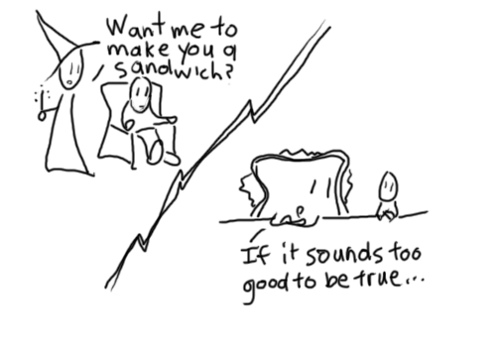 Want me to
make you a
sandwich?
If it sounds too
good to be true...